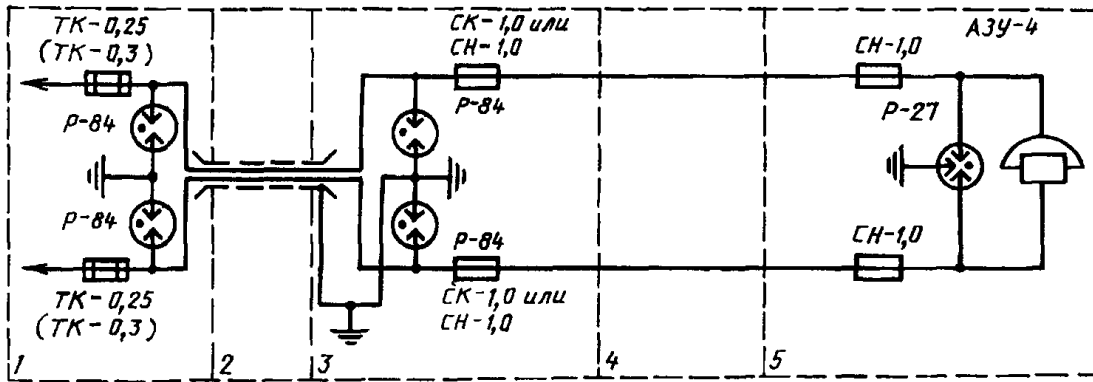 ТК-0,25
(ТК-0,3)
Р-84
Р-84
ТК-0,25
(ТК-0,3)
1
2
СК-1,0 или
СН-1,0
Р-84
Р-84
СК-1,0 или
СН-1,0
3
4
АЗУ-4
СН-1,0
Р-27
СН-1,0
5